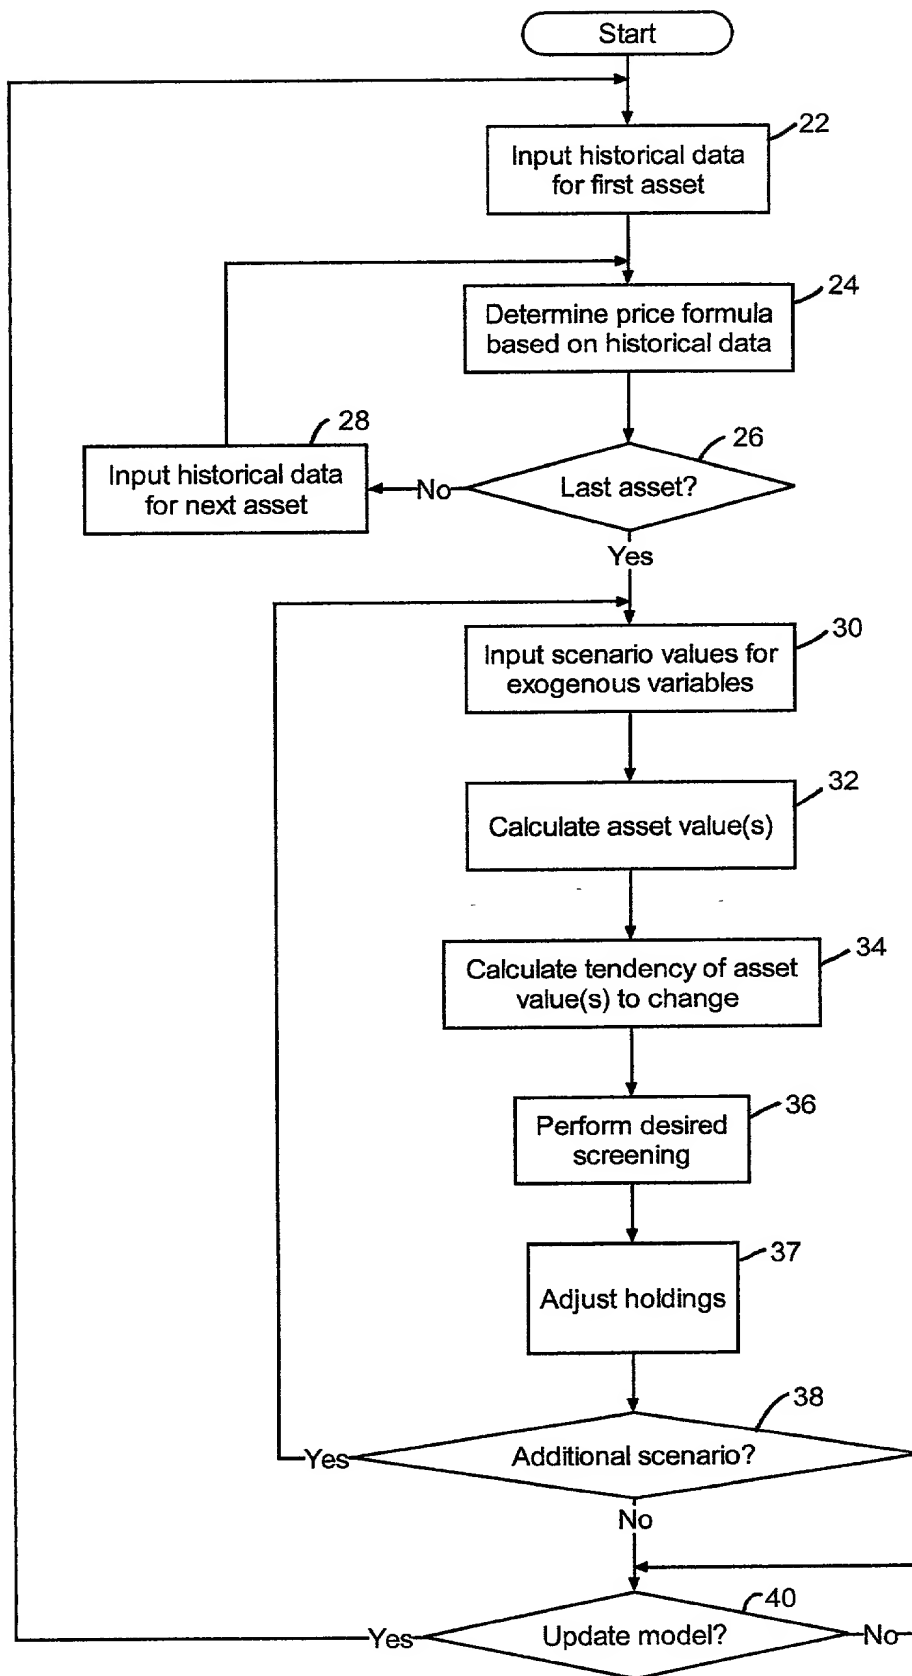 Start
22
Input historical data
for first asset
24
Determine price formula
based on historical data
28
26
Input historical data
for next asset
No
Last asset?
Yes
30
Input scenario values for
exogenous variables
32
Calculate asset value(s)
34
Calculate tendency of asset
value(s) to change
36
Perform desired
screening
37
Adjust holdings
38
Yes
Additional scenario?
No
40
Yes
Update model?
No